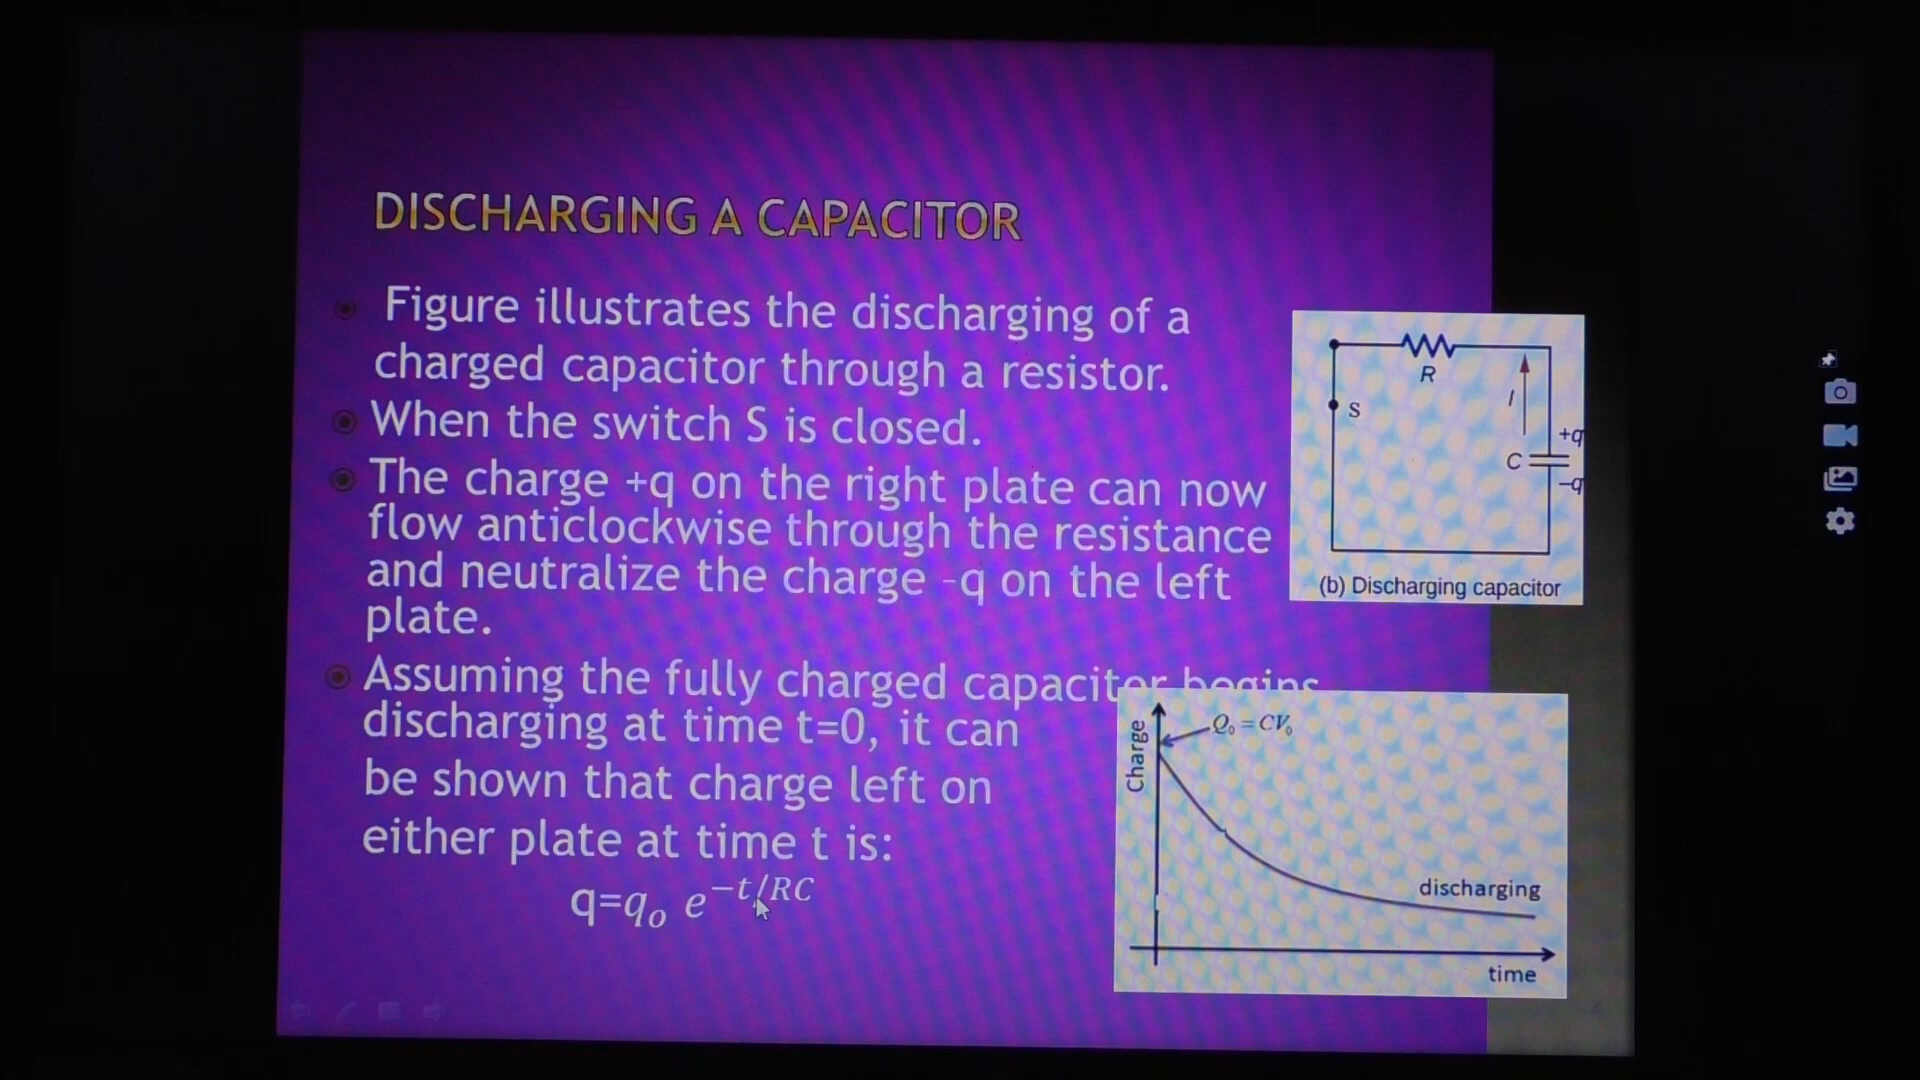 DISCHARGING A CAPACITOR
Figure illustrates the discharging of a
charged capacitor through a resistor.
When the switch S is closed.
The charge +q on the right plate can now
flow anticlockwise through the resistance
and neutralize the charge -q on the left
plate.
Assuming the fully charged capacitor begins
discharging at time t=0, it can
be shown that charge left on
either plate at time t is:
q=qₒ e^−t/RC
R
S
I
+q
C
−q
(b) Discharging capacitor
Charge
Q₀ = CV₀
discharging
time